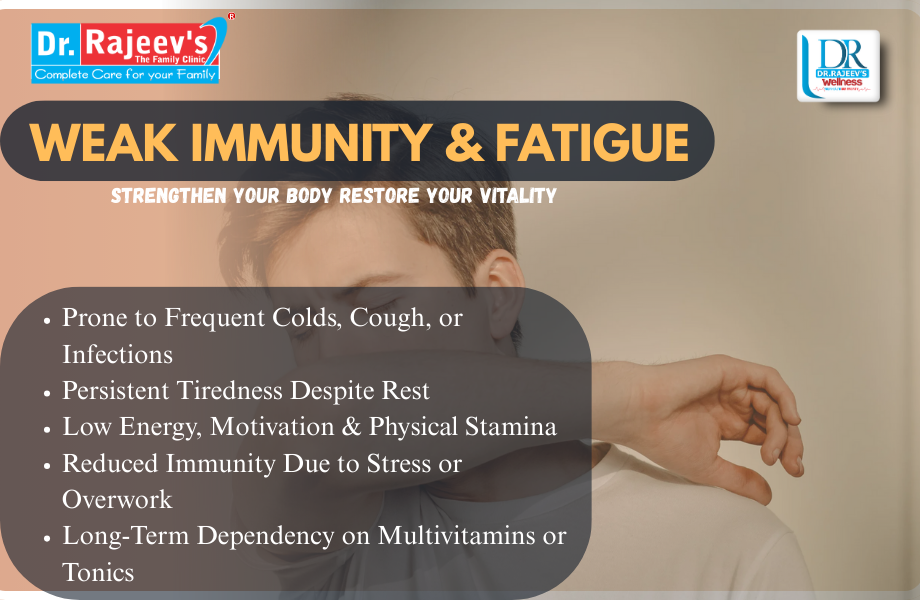 Dr. Rajeev's ®
The Family Clinic
Complete Care for your Family
DR
DR.RAJEEV'S
Wellness
WEAK IMMUNITY & FATIGUE
STRENGTHEN YOUR BODY RESTORE YOUR VITALITY
• Prone to Frequent Colds, Cough, or
Infections
• Persistent Tiredness Despite Rest
• Low Energy, Motivation & Physical Stamina
• Reduced Immunity Due to Stress or
Overwork
• Long-Term Dependency on Multivitamins or
Tonics